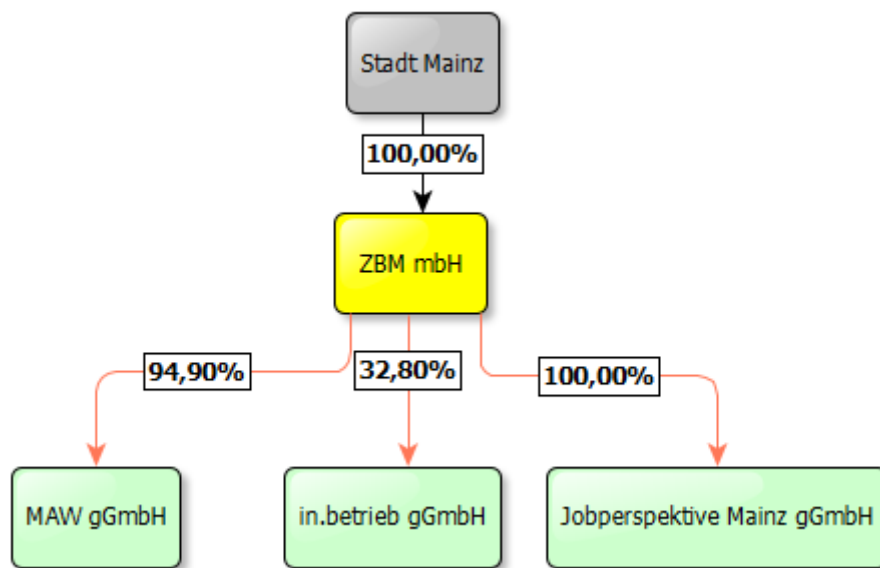 Stadt Mainz
100,00%
ZBM mbH
94,90%
32,80%
100,00%
MAW gGmbH
in.betrieb gGmbH
Jobperspektive Mainz gGmbH